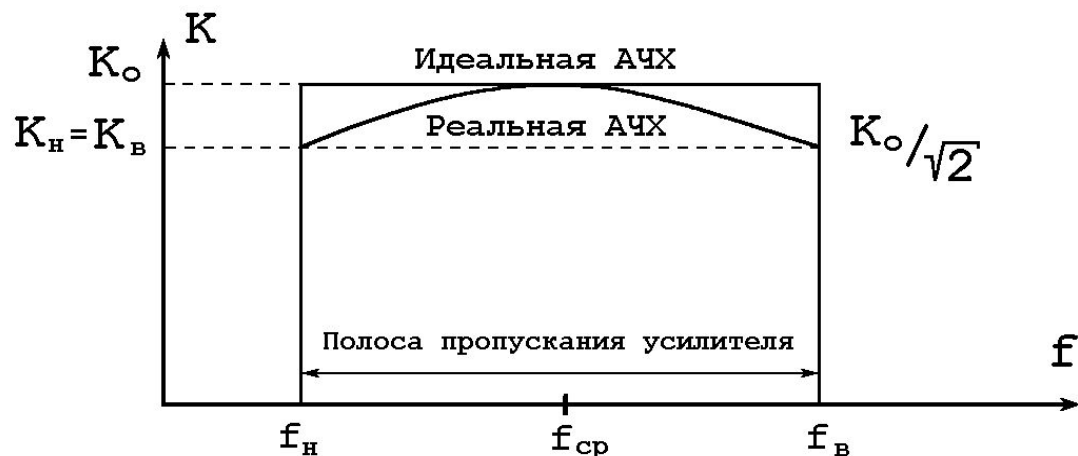 K
Kо
Идеальная АЧХ
Kн=Kв
Реальная АЧХ
Kо/√2
Полоса пропускания усилителя
f
fн
fср
fв